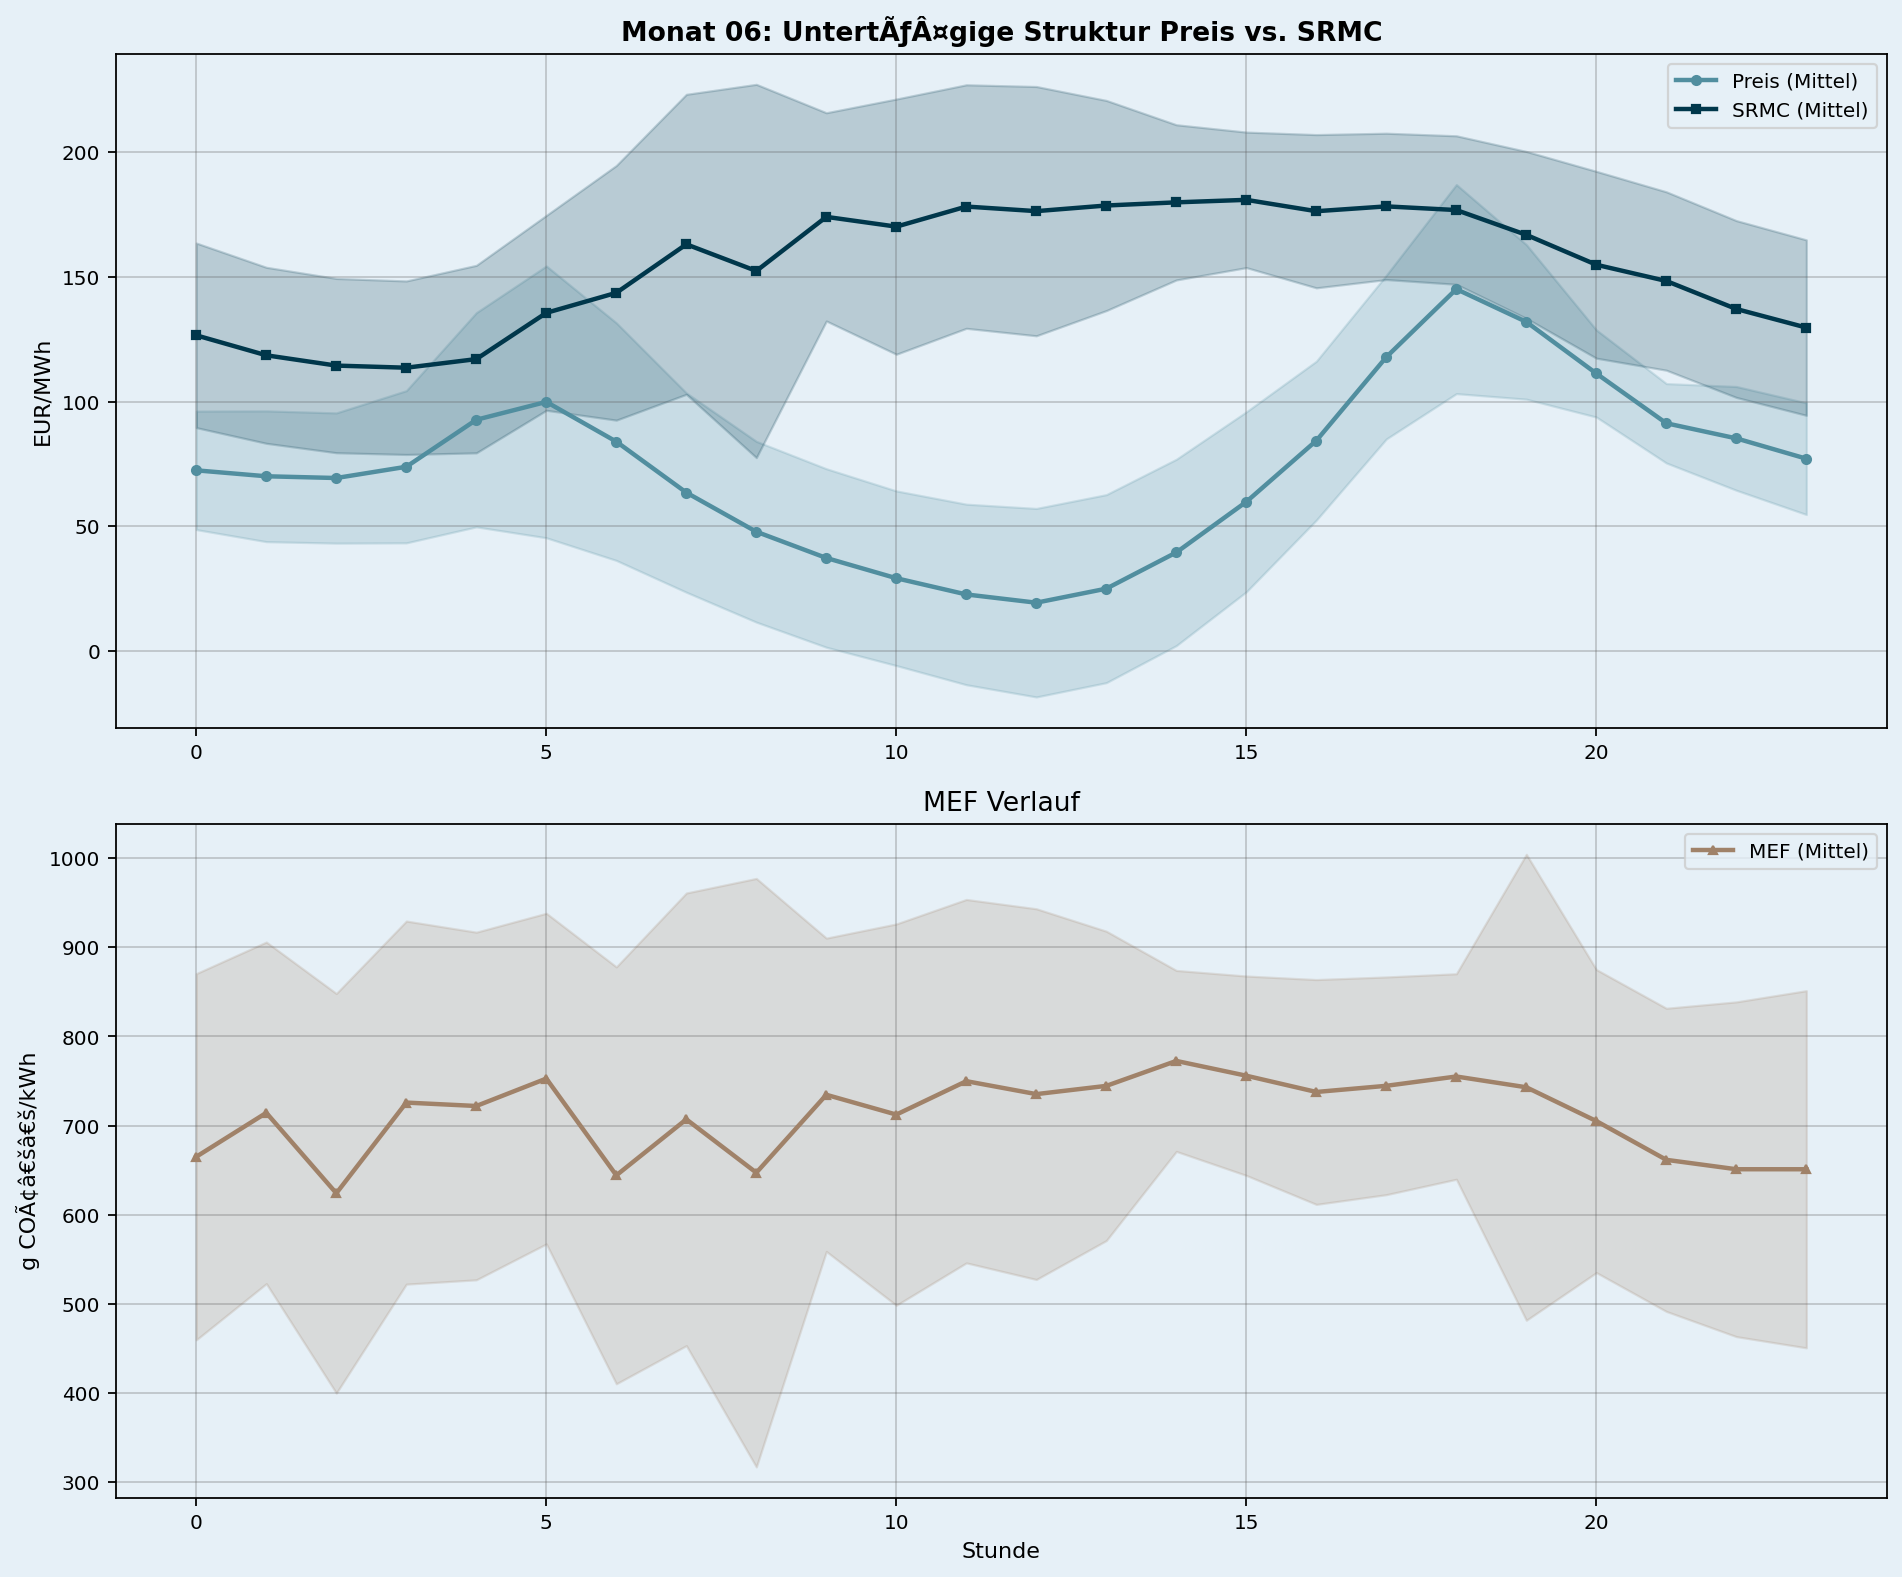 Monat 06: UntertÃƒÂ¤gige Struktur Preis vs. SRMC
Preis (Mittel)
SRMC (Mittel)
EUR/MWh
200
150
100
50
0
0 5 10 15 20
MEF Verlauf
MEF (Mittel)
g COÃ¢â€šâ€š/kWh
1000
900
800
700
600
500
400
300
0 5 10 15 20
Stunde